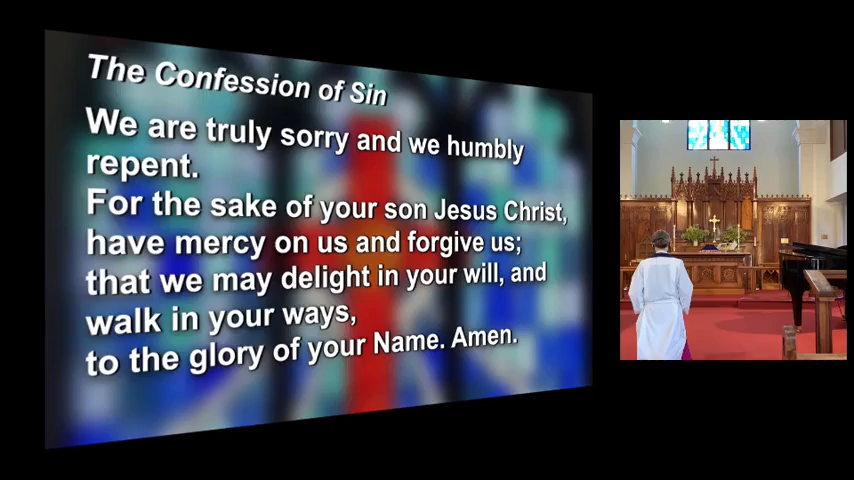 The Confession of Sin
We are truly sorry and we humbly
repent.
For the sake of your son Jesus Christ,
have mercy on us and forgive us;
that we may delight in your will, and
walk in your ways,
to the glory of your Name. Amen.